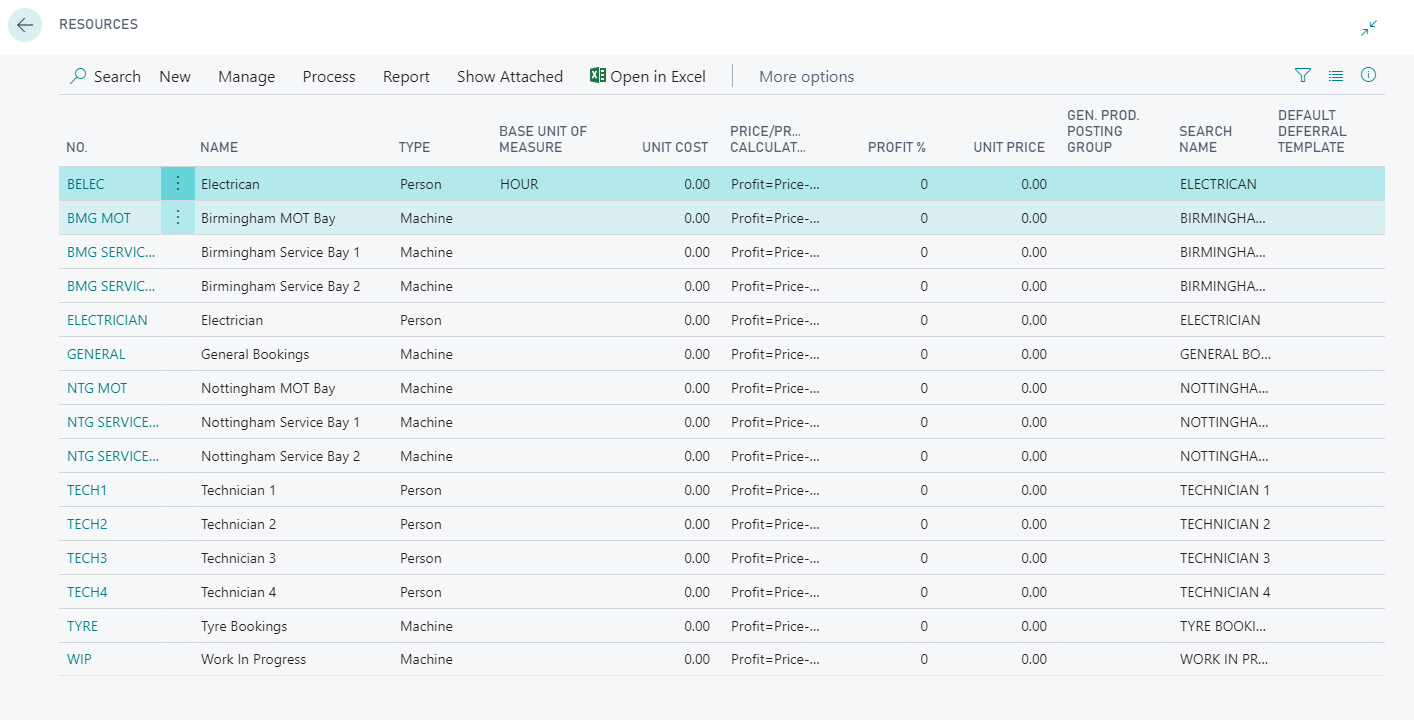 RESOURCES
Search New Manage Process Report Show Attached Open in Excel More options
NO. NAME TYPE BASE UNIT OF MEASURE UNIT COST PRICE/PR... CALCULAT... PROFIT % UNIT PRICE GEN. PROD. POSTING GROUP SEARCH NAME DEFAULT DEFERRAL TEMPLATE
BELEC Electrican Person HOUR 0.00 Profit=Price-... 0 0.00 ELECTRICAN
BMG MOT Birmingham MOT Bay Machine 0.00 Profit=Price-... 0 0.00 BIRMINGHA...
BMG SERVIC... Birmingham Service Bay 1 Machine 0.00 Profit=Price-... 0 0.00 BIRMINGHA...
BMG SERVIC... Birmingham Service Bay 2 Machine 0.00 Profit=Price-... 0 0.00 BIRMINGHA...
ELECTRICIAN Electrician Person 0.00 Profit=Price-... 0 0.00 ELECTRICIAN
GENERAL General Bookings Machine 0.00 Profit=Price-... 0 0.00 GENERAL BO...
NTG MOT Nottingham MOT Bay Machine 0.00 Profit=Price-... 0 0.00 NOTTINGHA...
NTG SERVICE... Nottingham Service Bay 1 Machine 0.00 Profit=Price-... 0 0.00 NOTTINGHA...
NTG SERVICE... Nottingham Service Bay 2 Machine 0.00 Profit=Price-... 0 0.00 NOTTINGHA...
TECH1 Technician 1 Person 0.00 Profit=Price-... 0 0.00 TECHNICIAN 1
TECH2 Technician 2 Person 0.00 Profit=Price-... 0 0.00 TECHNICIAN 2
TECH3 Technician 3 Person 0.00 Profit=Price-... 0 0.00 TECHNICIAN 3
TECH4 Technician 4 Person 0.00 Profit=Price-... 0 0.00 TECHNICIAN 4
TYRE Tyre Bookings Machine 0.00 Profit=Price-... 0 0.00 TYRE BOOKI...
WIP Work In Progress Machine 0.00 Profit=Price-... 0 0.00 WORK IN PR...